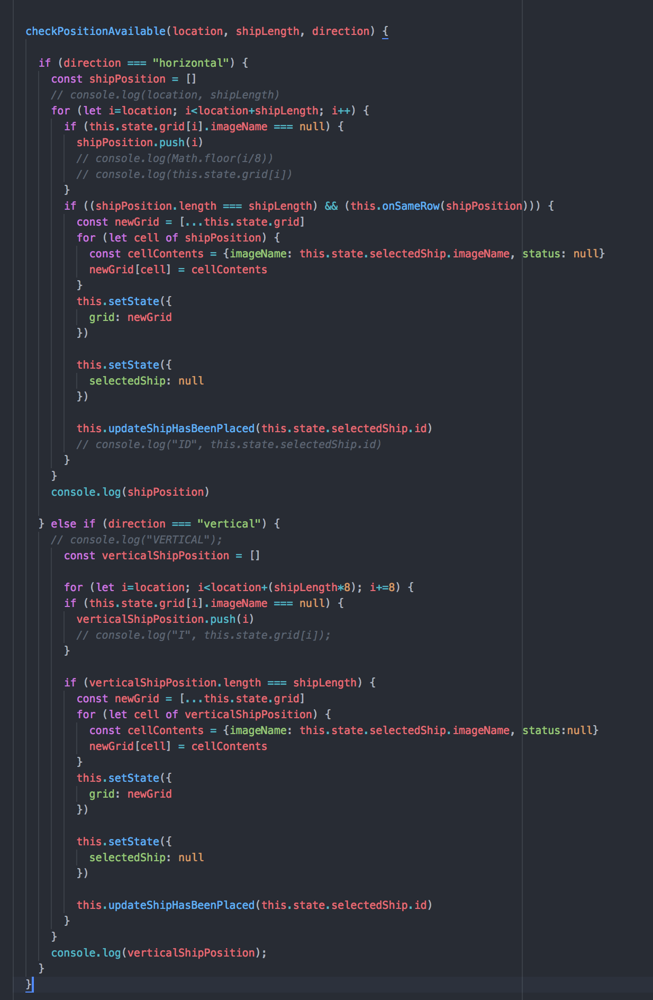 checkPositionAvailable(location, shipLength, direction) {
if (direction === "horizontal") {
const shipPosition = []
// console.log(location, shipLength)
for (let i=location; i<location+shipLength; i++) {
if (this.state.grid[i].imageName === null) {
shipPosition.push(i)
// console.log(Math.floor(i/8))
// console.log(this.state.grid[i])
}
if ((shipPosition.length === shipLength) && (this.onSameRow(shipPosition))) {
const newGrid = [...this.state.grid]
for (let cell of shipPosition) {
const cellContents = {imageName: this.state.selectedShip.imageName, status: null}
newGrid[cell] = cellContents
}
this.setState({
grid: newGrid
})
this.setState({
selectedShip: null
})
this.updateShipHasBeenPlaced(this.state.selectedShip.id)
// console.log("ID", this.state.selectedShip.id)
}
}
console.log(shipPosition)
} else if (direction === "vertical") {
// console.log("VERTICAL");
const verticalShipPosition = []
for (let i=location; i<location+(shipLength*8); i+=8) {
if (this.state.grid[i].imageName === null) {
verticalShipPosition.push(i)
// console.log("I", this.state.grid[i]);
}
if (verticalShipPosition.length === shipLength) {
const newGrid = [...this.state.grid]
for (let cell of verticalShipPosition) {
const cellContents = {imageName: this.state.selectedShip.imageName, status:null}
newGrid[cell] = cellContents
}
this.setState({
grid: newGrid
})
this.setState({
selectedShip: null
})
this.updateShipHasBeenPlaced(this.state.selectedShip.id)
}
}
console.log(verticalShipPosition);
}
}